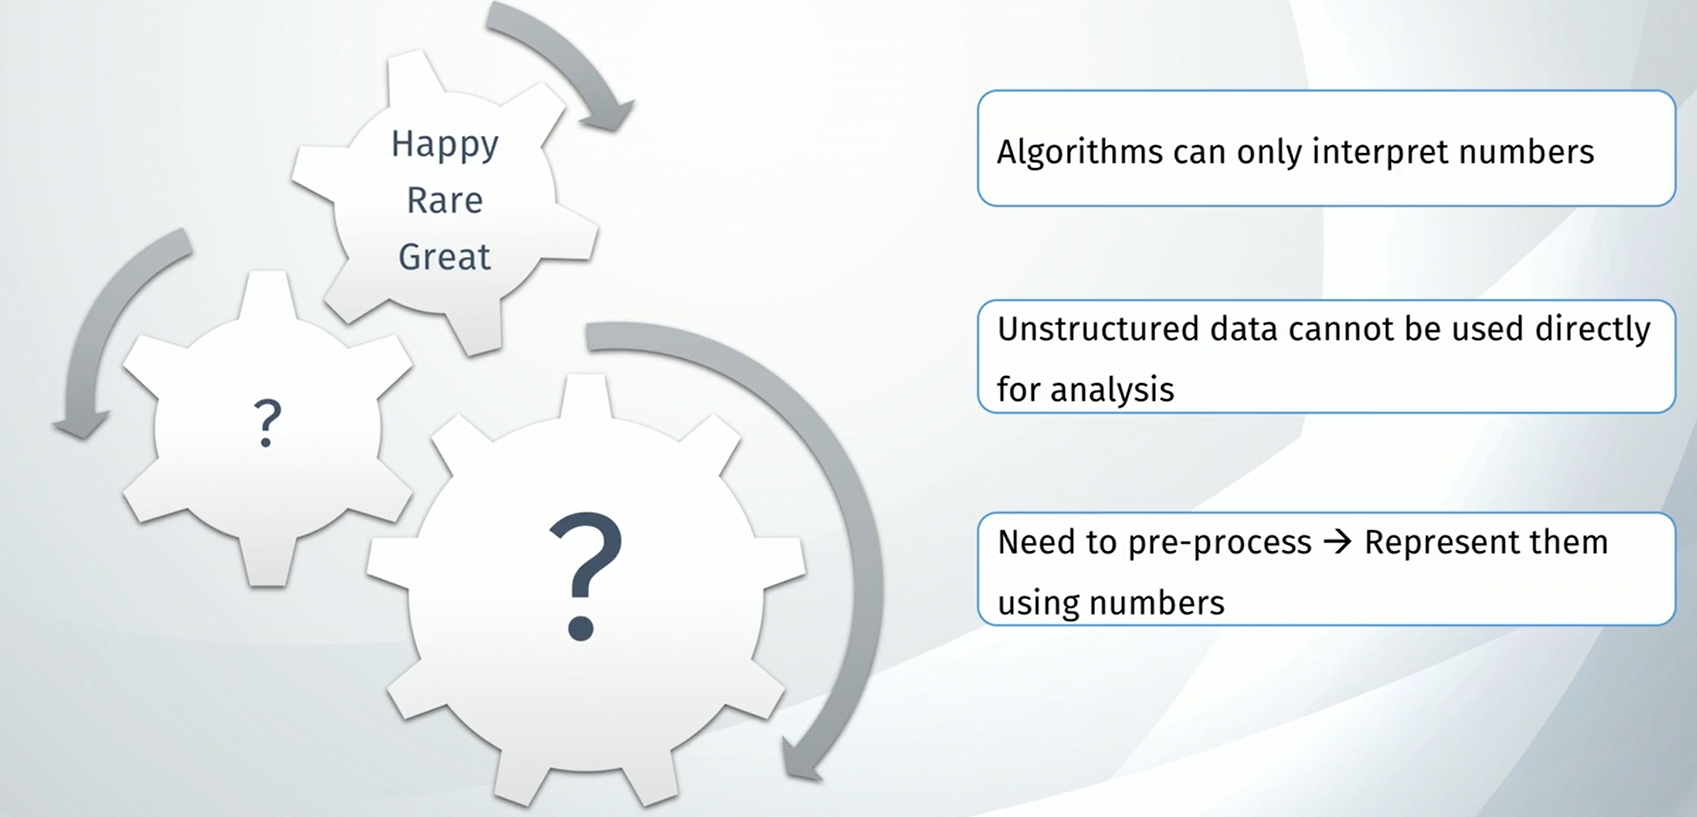 Happy
Rare
Great
?
?
Algorithms can only interpret numbers
Unstructured data cannot be used directly
for analysis
Need to pre-process → Represent them
using numbers